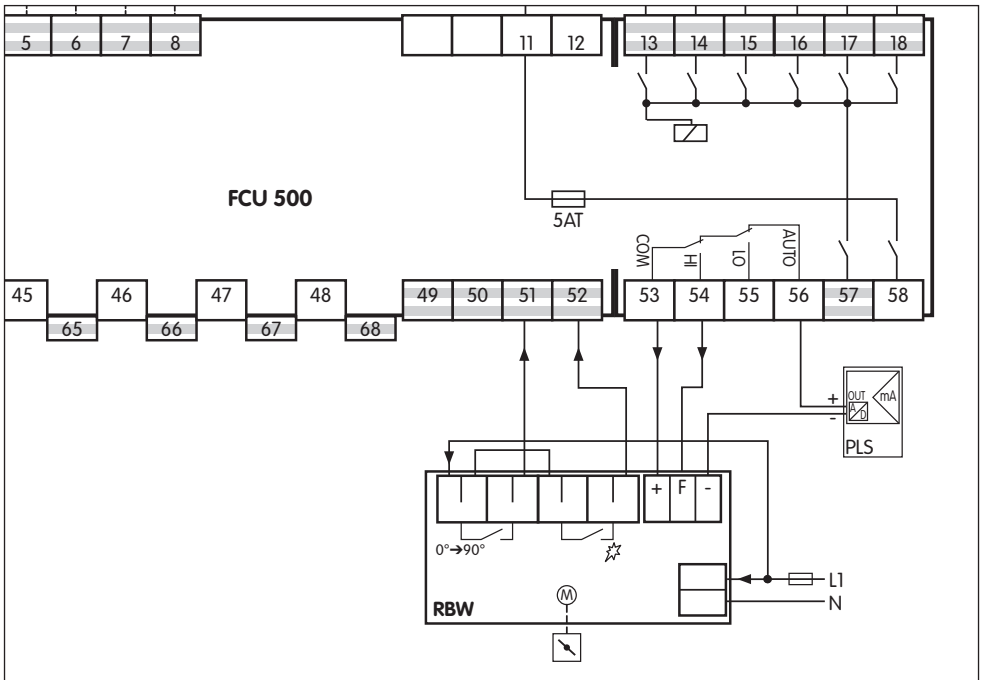 5 6 7 8 11 12 13 14 15 16 17 18
FCU 500
5AT
COM HI LO AUTO
45 46 47 48 49 50 51 52 53 54 55 56 57 58
65 66 67 68
+ OUT mA
- A/D
PLS
+ F -
0°➔90°
L1
M N
RBW